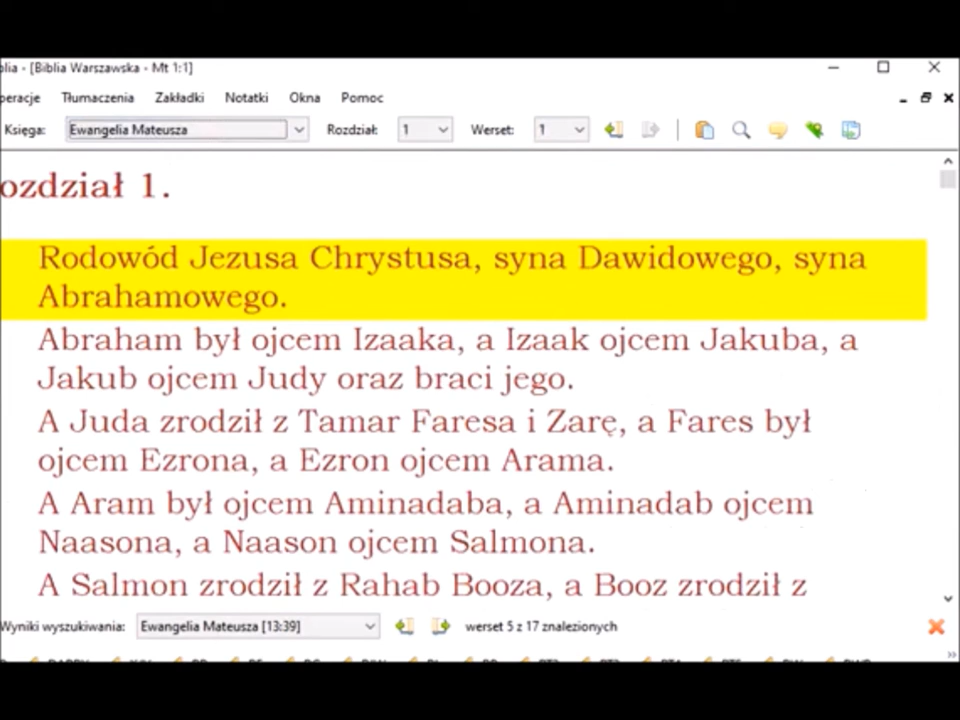 blia - [Biblia Warszawska - Mt 1:1]
peracje Tłumaczenia Zakładki Notatki Okna Pomoc
Księga: Ewangelia Mateusza Rozdział: 1 Werset: 1
ozdział 1.
Rodowód Jezusa Chrystusa, syna Dawidowego, syna
Abrahamowego.
Abraham był ojcem Izaaka, a Izaak ojcem Jakuba, a
Jakub ojcem Judy oraz braci jego.
A Juda zrodził z Tamar Faresa i Zarę, a Fares był
ojcem Ezrona, a Ezron ojcem Arama.
A Aram był ojcem Aminadaba, a Aminadab ojcem
Naasona, a Naason ojcem Salmona.
A Salmon zrodził z Rahab Booza, a Booz zrodził z
Wyniki wyszukiwania: Ewangelia Mateusza [13:39] werset 5 z 17 znalezionych